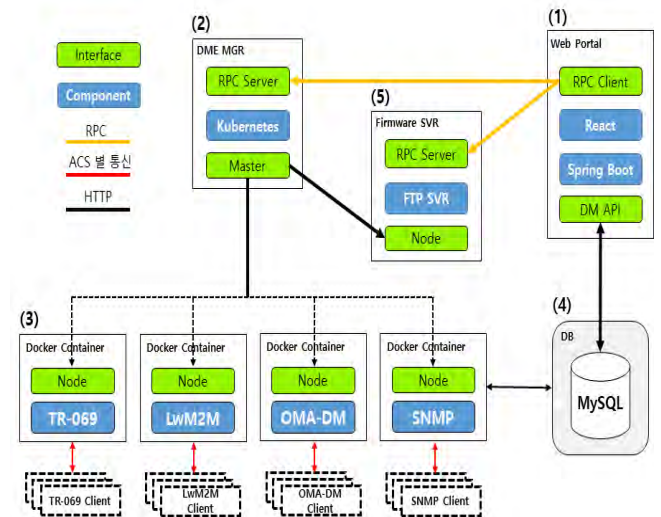 (2)
(1)
DME MGR
Web Portal
Interface
RPC Server
RPC Client
(5)
Component
Kubernetes
Firmware SVR
React
RPC
RPC Server
ACS 별 통신
Master
Spring Boot
FTP SVR
HTTP
DM API
Node
(3)
(4)
DB
Docker Container
Docker Container
Docker Container
Docker Container
Node
Node
Node
Node
MySQL
TR-069
LwM2M
OMA-DM
SNMP
TR-069 Client
LwM2M
Client
OMA-DM
Client
SNMP Client